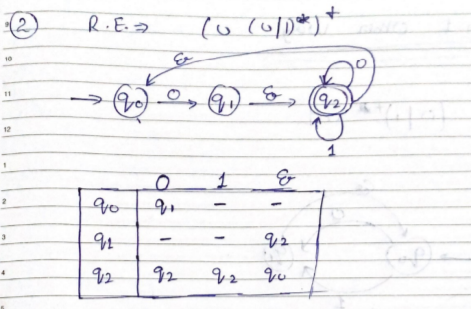 ② R.E. ⇒ (0 (0/1)*)⁺
ε
0
→ q0 0 q1 ε q2
1
0 1 ε
q0 q1 - -
q1 - - q2
q2 q2 q2 q0